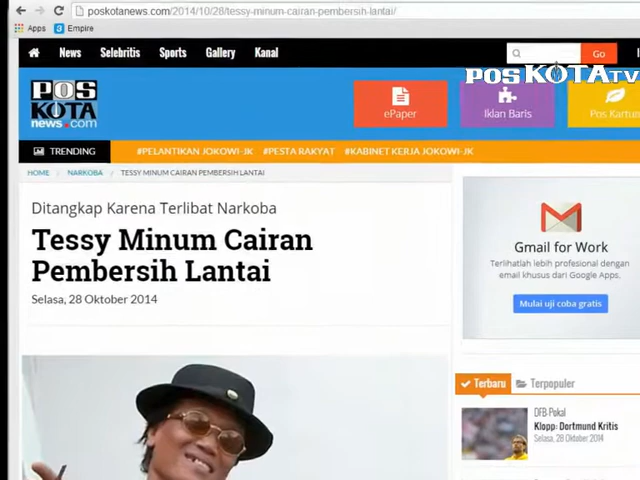 poskotanews.com/2014/10/28/tessy-minum-cairan-pembersih-lantai/
Apps Empire
News Selebritis Sports Gallery Kanal Go
POSKOTATV
POS KOTA news.com
ePaper Iklan Baris Pos Kartun
TRENDING #PELANTIKAN JOKOWI-JK #PESTA RAKYAT #KABINET KERJA JOKOWI-JK
HOME NARKOBA TESSY MINUM CAIRAN PEMBERSIH LANTAI
Ditangkap Karena Terlibat Narkoba
Tessy Minum Cairan
Pembersih Lantai
Selasa, 28 Oktober 2014
Gmail for Work
Terlihatlah lebih profesional dengan
email khusus dari Google Apps.
Mulai uji coba gratis
Terbaru Terpopuler
DFB-Pokal
Klopp: Dortmund Kritis
Selasa, 28 Oktober 2014